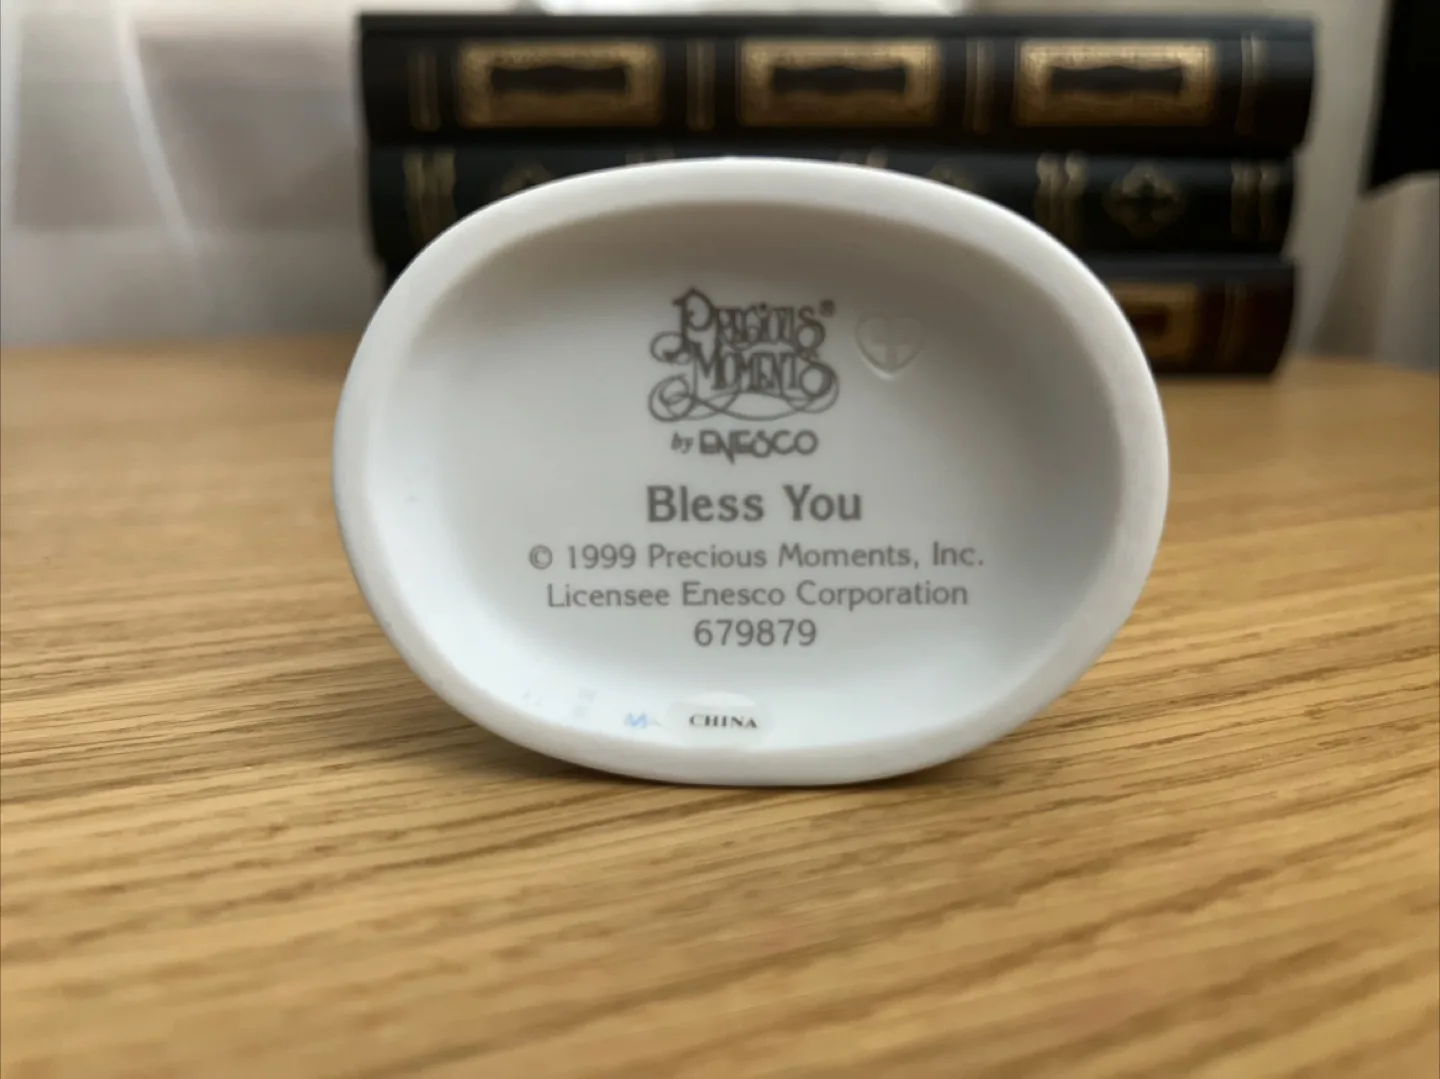 Precious®
Moments
by ENESCO
Bless You
© 1999 Precious Moments, Inc.
Licensee Enesco Corporation
679879
CHINA